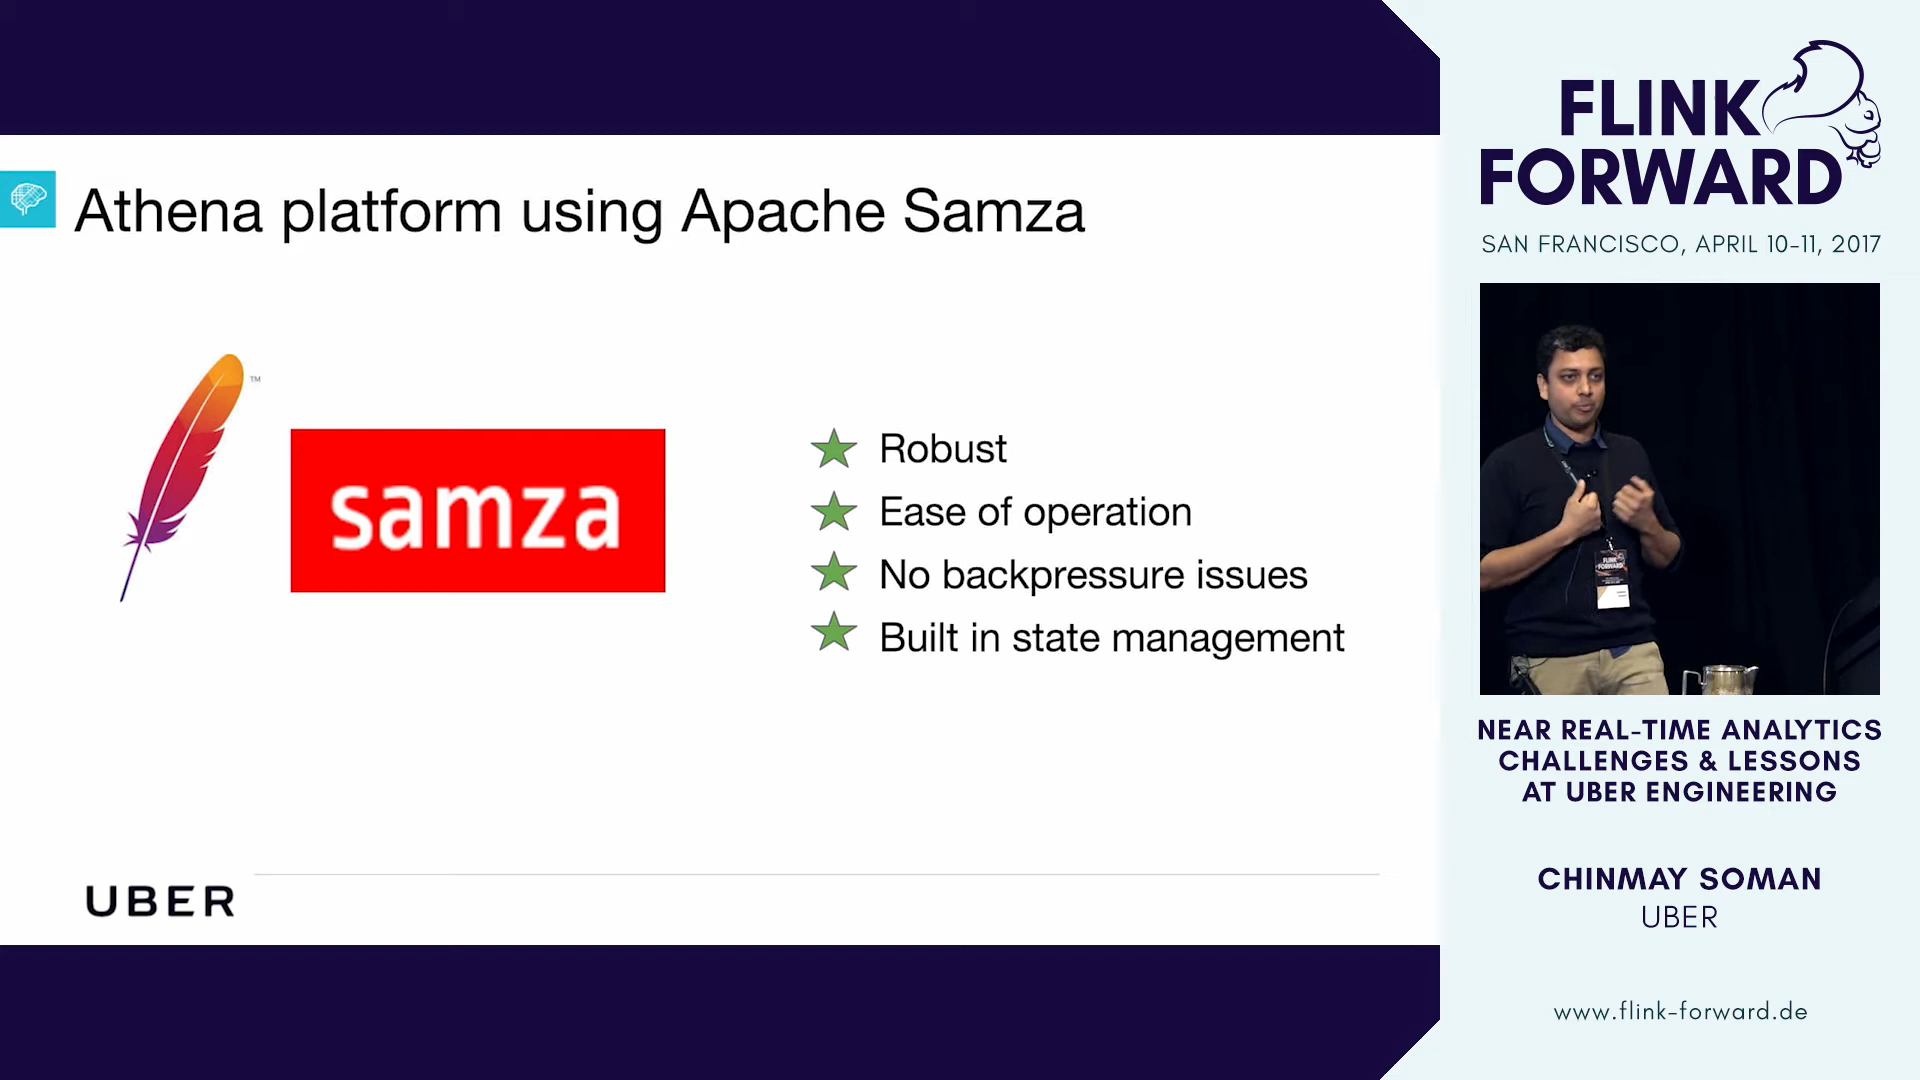 Athena platform using Apache Samza
TM
samza
Robust
Ease of operation
No backpressure issues
Built in state management
UBER
FLINK
FORWARD
SAN FRANCISCO, APRIL 10-11, 2017
FLINK
FORWARD
NEAR REAL-TIME ANALYTICS
CHALLENGES & LESSONS
AT UBER ENGINEERING
CHINMAY SOMAN
UBER
www.flink-forward.de